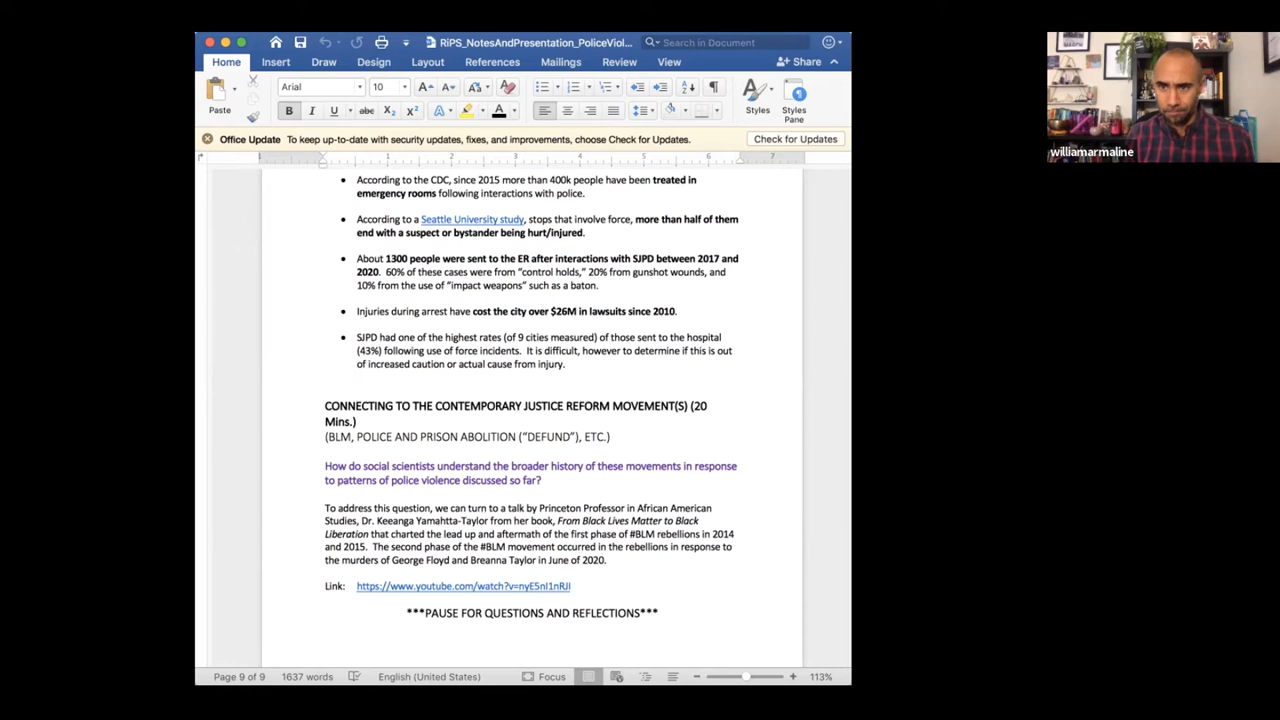 RiPS_NotesAndPresentation_PoliceViol...
Search in Document
Home Insert Draw Design Layout References Mailings Review View Share
Paste
Arial 10
Styles Styles Pane
Office Update To keep up-to-date with security updates, fixes, and improvements, choose Check for Updates. Check for Updates
1 1 2 3 4 5 6 7
williamarmaline
• According to the CDC, since 2015 more than 400k people have been treated in
emergency rooms following interactions with police.
• According to a Seattle University study, stops that involve force, more than half of them
end with a suspect or bystander being hurt/injured.
• About 1300 people were sent to the ER after interactions with SJPD between 2017 and
2020. 60% of these cases were from “control holds,” 20% from gunshot wounds, and
10% from the use of “impact weapons” such as a baton.
• Injuries during arrest have cost the city over $26M in lawsuits since 2010.
• SJPD had one of the highest rates (of 9 cities measured) of those sent to the hospital
(43%) following use of force incidents. It is difficult, however to determine if this is out
of increased caution or actual cause from injury.
CONNECTING TO THE CONTEMPORARY JUSTICE REFORM MOVEMENT(S) (20
Mins.)
(BLM, POLICE AND PRISON ABOLITION (“DEFUND”), ETC.)
How do social scientists understand the broader history of these movements in response
to patterns of police violence discussed so far?
To address this question, we can turn to a talk by Princeton Professor in African American
Studies, Dr. Keeanga Yamahtta-Taylor from her book, From Black Lives Matter to Black
Liberation that charted the lead up and aftermath of the first phase of #BLM rebellions in 2014
and 2015. The second phase of the #BLM movement occurred in the rebellions in response to
the murders of George Floyd and Breanna Taylor in June of 2020.
Link: https://www.youtube.com/watch?v=nyE5nI1nRJI
***PAUSE FOR QUESTIONS AND REFLECTIONS***
Page 9 of 9 1637 words English (United States) Focus 113%